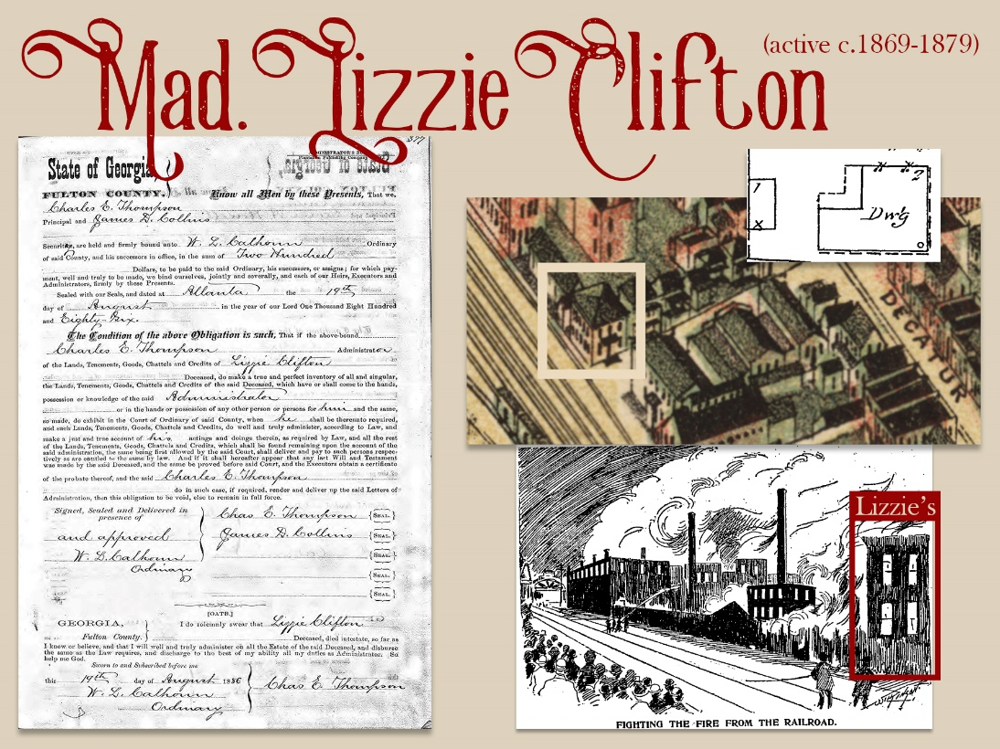 Mad. Lizzie Clifton
(active c.1869-1879)
377
State of Georgia,
FULTON COUNTY.
Know all Men by these Presents, That we,
Charles E. Thompson
Principal and James D. Collins
Security, are held and firmly bound unto W. L. Calhoun Ordinary
of said County, and his successors in office, in the sum of Two Hundred
Dollars, to be paid to the said Ordinary, his successors, or assigns; for which pay-
ment, well and truly to be made, we bind ourselves, jointly and severally, and each of our Heirs, Executors and
Administrators, firmly by these Presents.
Sealed with our Seals, and dated at Atlanta the 19th
day of August in the year of our Lord One Thousand Eight Hundred
and Eighty-Six.
The Condition of the above Obligation is such, That if the above-bound
Charles E. Thompson Administrator
of the Lands, Tenements, Goods, Chattels and Credits of Lizzie Clifton
Deceased, do make a true and perfect inventory of all and singular,
the Lands, Tenements, Goods, Chattels and Credits of the said Deceased, which have or shall come to the hands,
possession or knowledge of the said Administrator
or in the hands or possession of any other person or persons for him and the same,
so made, do exhibit in the Court of Ordinary of said County, when he shall be thereunto required,
and such Lands, Tenements, Goods, Chattels and Credits, do well and truly administer, according to Law, and
make a just and true account of his actings and doings therein, as required by Law, and all the rest
of the Lands, Tenements, Goods, Chattels and Credits, which shall be found remaining upon the account of the
said administration, the same being first allowed by the said Court, shall deliver and pay to such persons respec-
tively as are entitled to the same by law. And if it shall hereafter appear that any last Will and Testament
was made by the said Deceased, and the same be proved before said Court, and the Executors obtain a certificate
of the probate thereof, and the said Charles E. Thompson
do in such case, if required, render and deliver up the said Letters of
Administration, then this obligation to be void, else to remain in full force.
Signed, Sealed and Delivered in
presence of
and approved
W. L. Calhoun
Ordinary
Chas E. Thompson {SEAL.}
James D. Collins {SEAL.}
{SEAL.}
{SEAL.}
{SEAL.}
[OATH.]
GEORGIA,
Fulton County.
I do solemnly swear that Lizzie Clifton
Deceased, died intestate, so far as
I know or believe, and that I will well and truly administer on all the Estate of the said Deceased, and disburse
the same as the Law requires, and discharge to the best of my ability all my duties as Administrator. So
help me God.
Sworn to and Subscribed before me
this 19th day of August 1886
W. L. Calhoun
Ordinary
Chas E. Thompson
1
x
2
Dwg
o
DECATUR
Lizzie's
FIGHTING THE FIRE FROM THE RAILROAD.